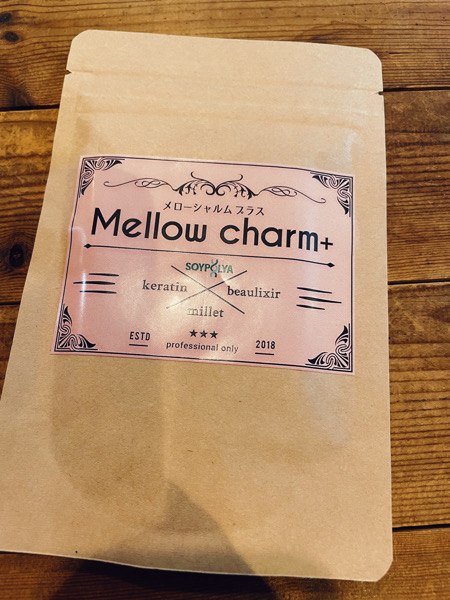 メローシャルム プラス
Mellow charm+
SOYPOLYA
keratin beaulixir
millet
ESTD ★★★ 2018
professional only